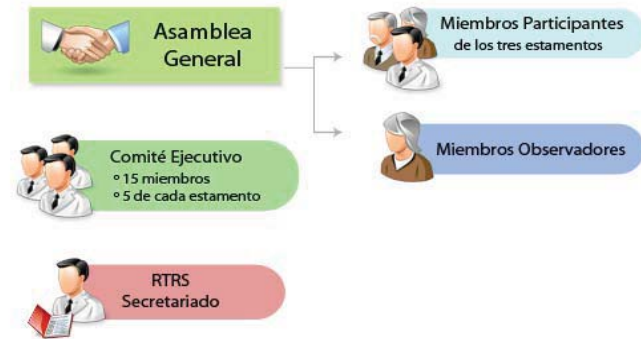 Asamblea
General
Miembros Participantes
de los tres estamentos
Miembros Observadores
Comité Ejecutivo
º 15 miembros
º 5 de cada estamento
RTRS
Secretariado